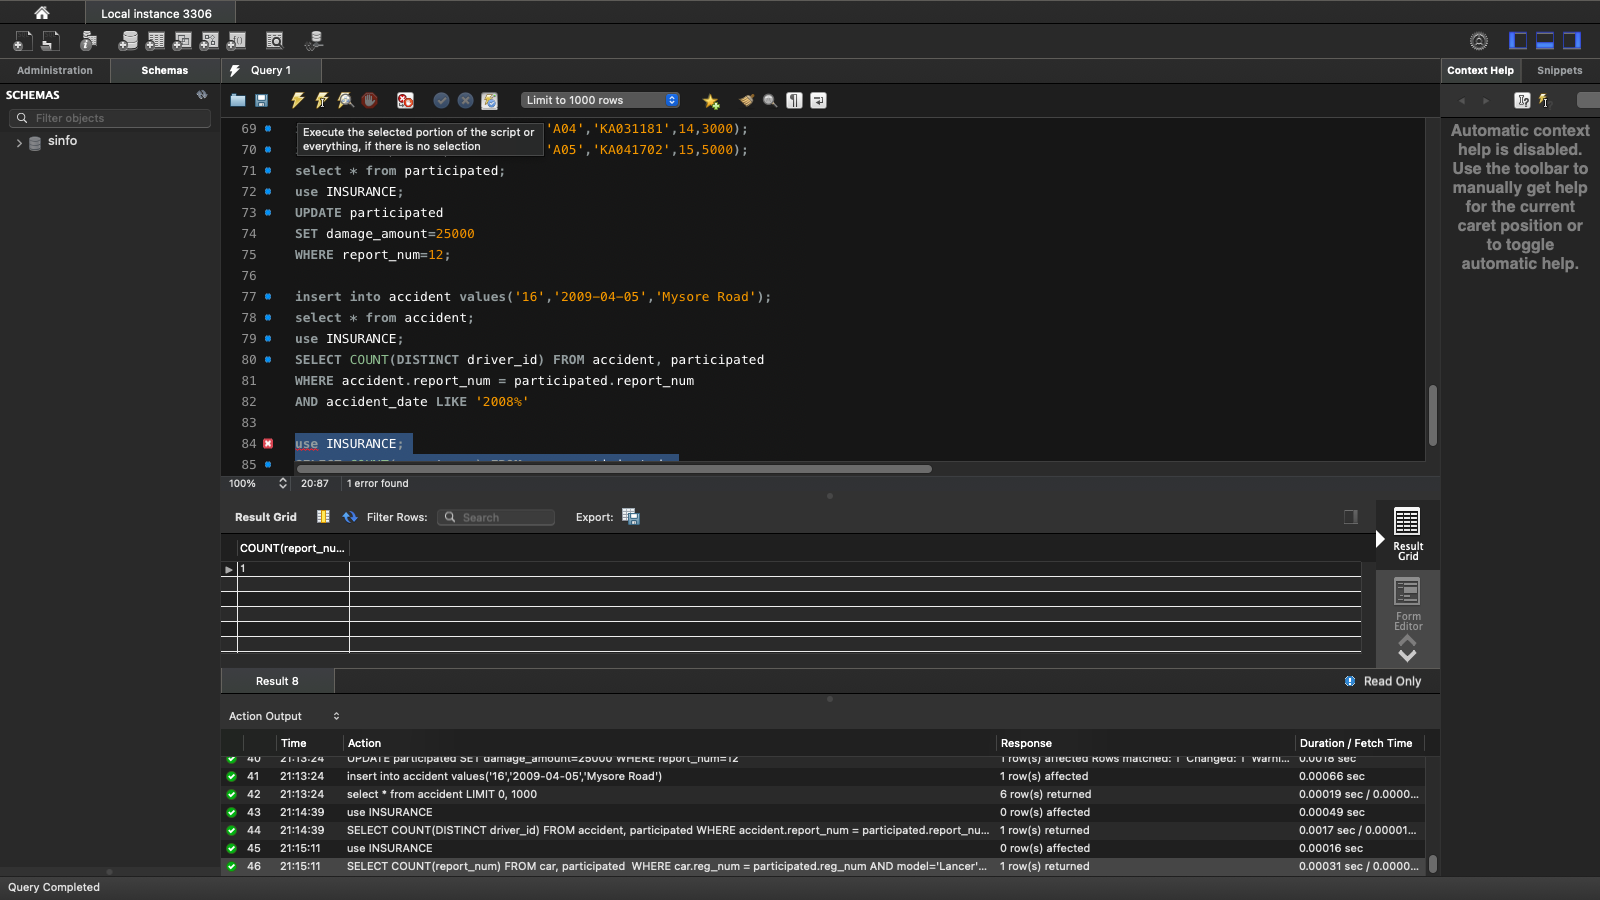 Local instance 3306
Administration
Schemas
Query 1
Context Help
Snippets
SCHEMAS
Filter objects
sinfo
Limit to 1000 rows
Execute the selected portion of the script or
everything, if there is no selection
69 'A04','KA031181',14,3000);
70 'A05','KA041702',15,5000);
71 select * from participated;
72 use INSURANCE;
73 UPDATE participated
74 SET damage_amount=25000
75 WHERE report_num=12;
76
77 insert into accident values('16','2009-04-05','Mysore Road');
78 select * from accident;
79 use INSURANCE;
80 SELECT COUNT(DISTINCT driver_id) FROM accident, participated
81 WHERE accident.report_num = participated.report_num
82 AND accident_date LIKE '2008%'
83
84 use INSURANCE;
85
Automatic context
help is disabled.
Use the toolbar to
manually get help
for the current
caret position or
to toggle
automatic help.
100% 20:87 1 error found
Result Grid Filter Rows: Search Export:
COUNT(report_nu...
1
Result
Grid
Form
Editor
Result 8
Read Only
Action Output
Time Action Response Duration / Fetch Time
40 21:13:24 UPDATE participated SET damage_amount=25000 WHERE report_num=12 1 row(s) affected Rows matched: 1 Changed: 1 Warni... 0.0018 sec
41 21:13:24 insert into accident values('16','2009-04-05','Mysore Road') 1 row(s) affected 0.00066 sec
42 21:13:24 select * from accident LIMIT 0, 1000 6 row(s) returned 0.00019 sec / 0.0000...
43 21:14:39 use INSURANCE 0 row(s) affected 0.00049 sec
44 21:14:39 SELECT COUNT(DISTINCT driver_id) FROM accident, participated WHERE accident.report_num = participated.report_nu... 1 row(s) returned 0.0017 sec / 0.00001...
45 21:15:11 use INSURANCE 0 row(s) affected 0.00016 sec
46 21:15:11 SELECT COUNT(report_num) FROM car, participated WHERE car.reg_num = participated.reg_num AND model='Lancer'... 1 row(s) returned 0.00031 sec / 0.0000...
Query Completed